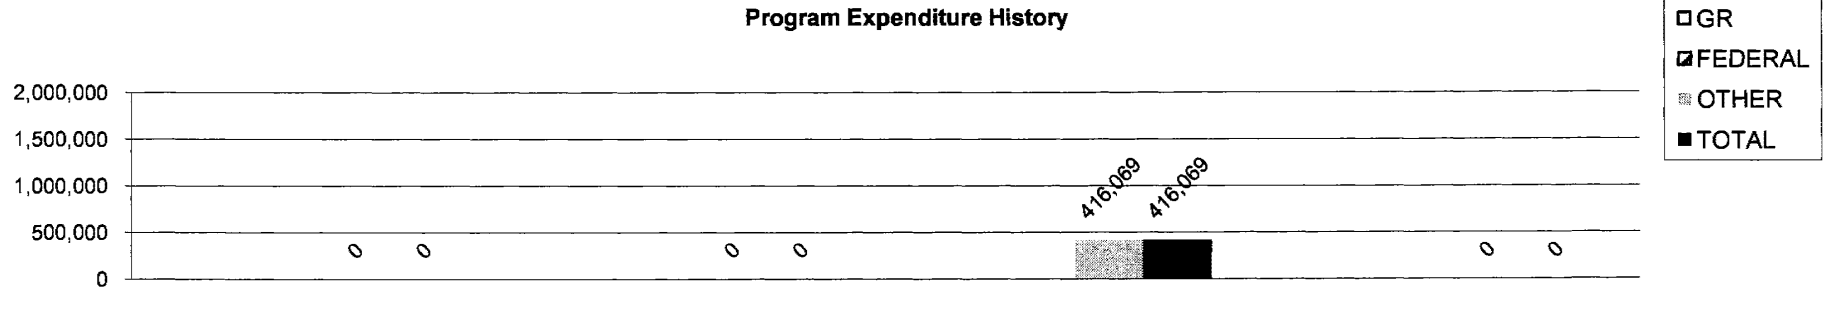 Program Expenditure History
GR
FEDERAL
OTHER
TOTAL
2,000,000
1,500,000
1,000,000
500,000
0
0
0
0
0
416,069
416,069
0
0